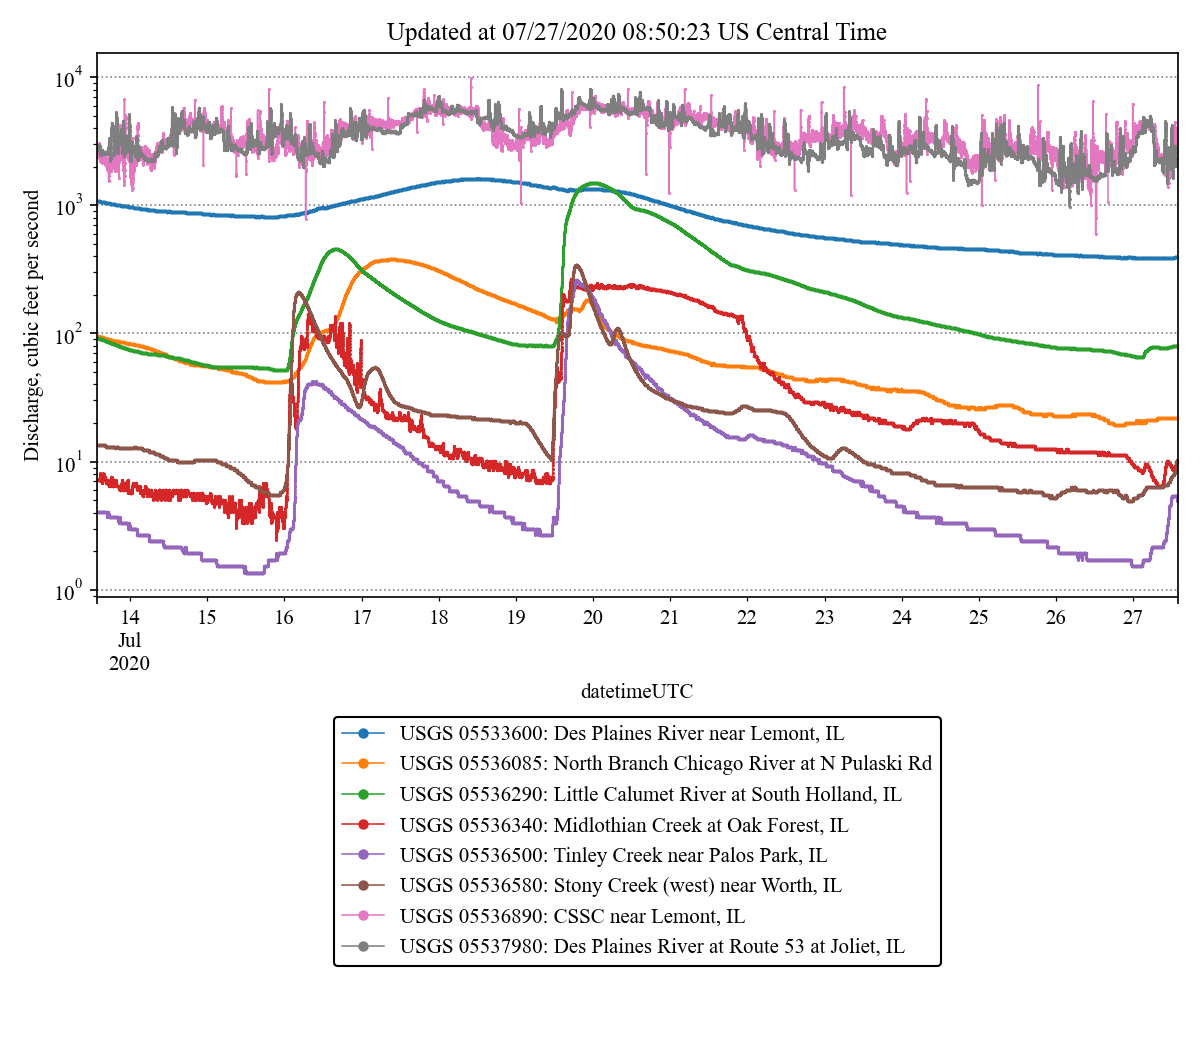 Updated at 07/27/2020 08:50:23 US Central Time
Discharge, cubic feet per second
10^4
10^3
10^2
10^1
10^0
14 15 16 17 18 19 20 21 22 23 24 25 26 27
Jul
2020
datetimeUTC
USGS 05533600: Des Plaines River near Lemont, IL
USGS 05536085: North Branch Chicago River at N Pulaski Rd
USGS 05536290: Little Calumet River at South Holland, IL
USGS 05536340: Midlothian Creek at Oak Forest, IL
USGS 05536500: Tinley Creek near Palos Park, IL
USGS 05536580: Stony Creek (west) near Worth, IL
USGS 05536890: CSSC near Lemont, IL
USGS 05537980: Des Plaines River at Route 53 at Joliet, IL